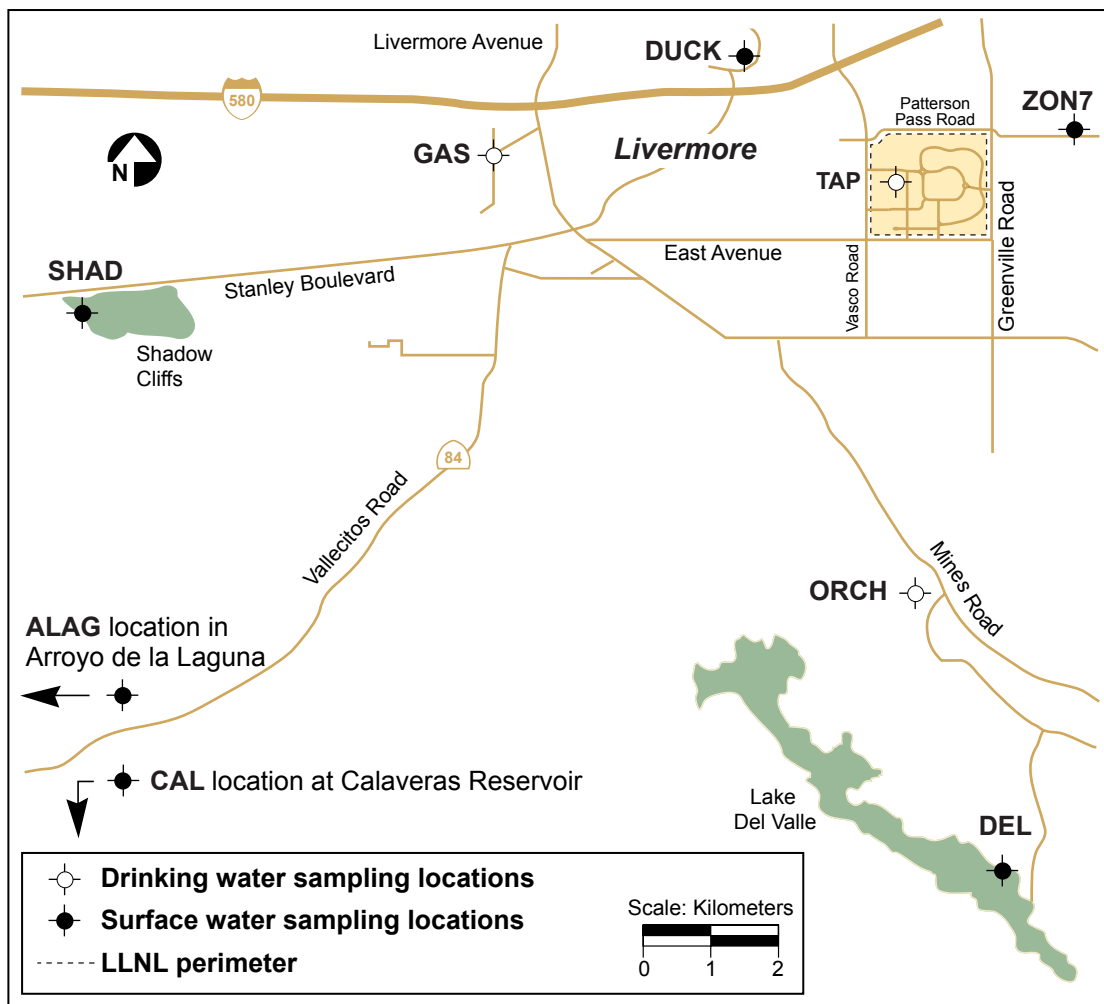 Livermore Avenue
DUCK
580
Patterson
Pass Road
ZON7
N
GAS
Livermore
TAP
Greenville Road
East Avenue
Vasco Road
SHAD
Stanley Boulevard
Shadow
Cliffs
84
Vallecitos Road
Mines Road
ORCH
ALAG location in
Arroyo de la Laguna
CAL location at Calaveras Reservoir
Lake
Del Valle
DEL
Drinking water sampling locations
Surface water sampling locations
LLNL perimeter
Scale: Kilometers
0 1 2